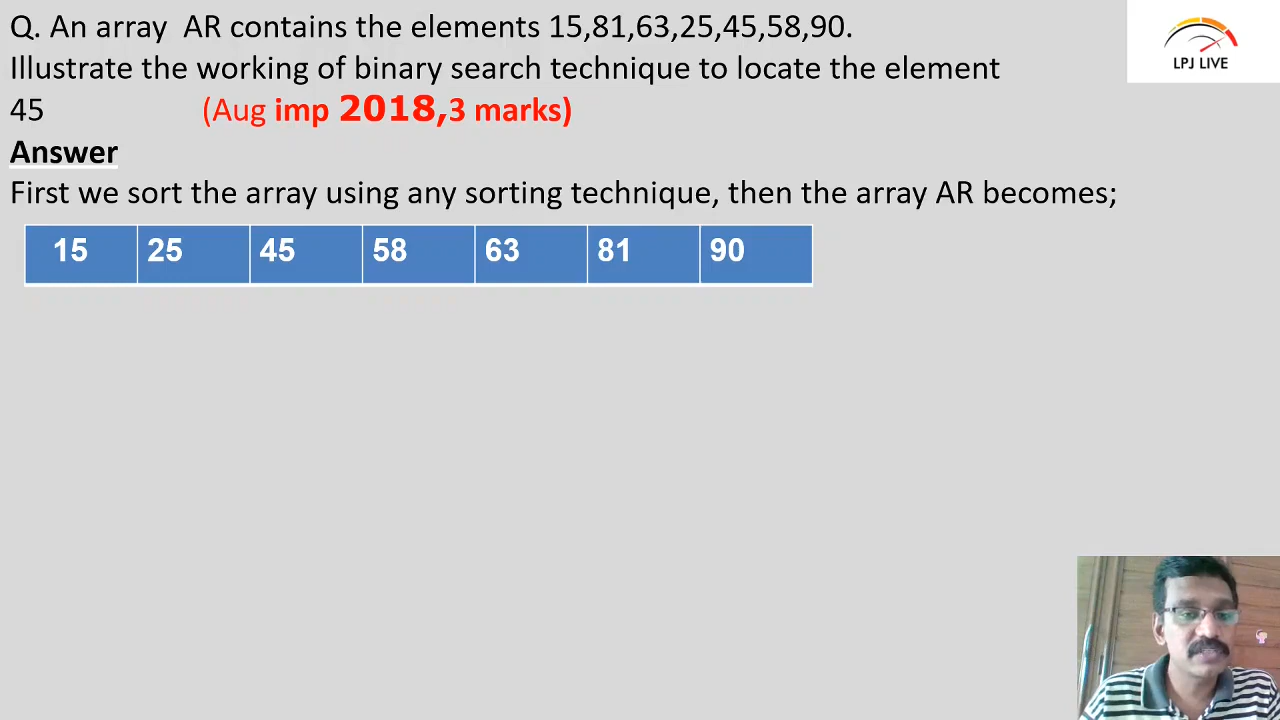 Q. An array AR contains the elements 15,81,63,25,45,58,90.
LPJ LIVE
Illustrate the working of binary search technique to locate the element
45 (Aug imp 2018,3 marks)
Answer
First we sort the array using any sorting technique, then the array AR becomes;
15 25 45 58 63 81 90